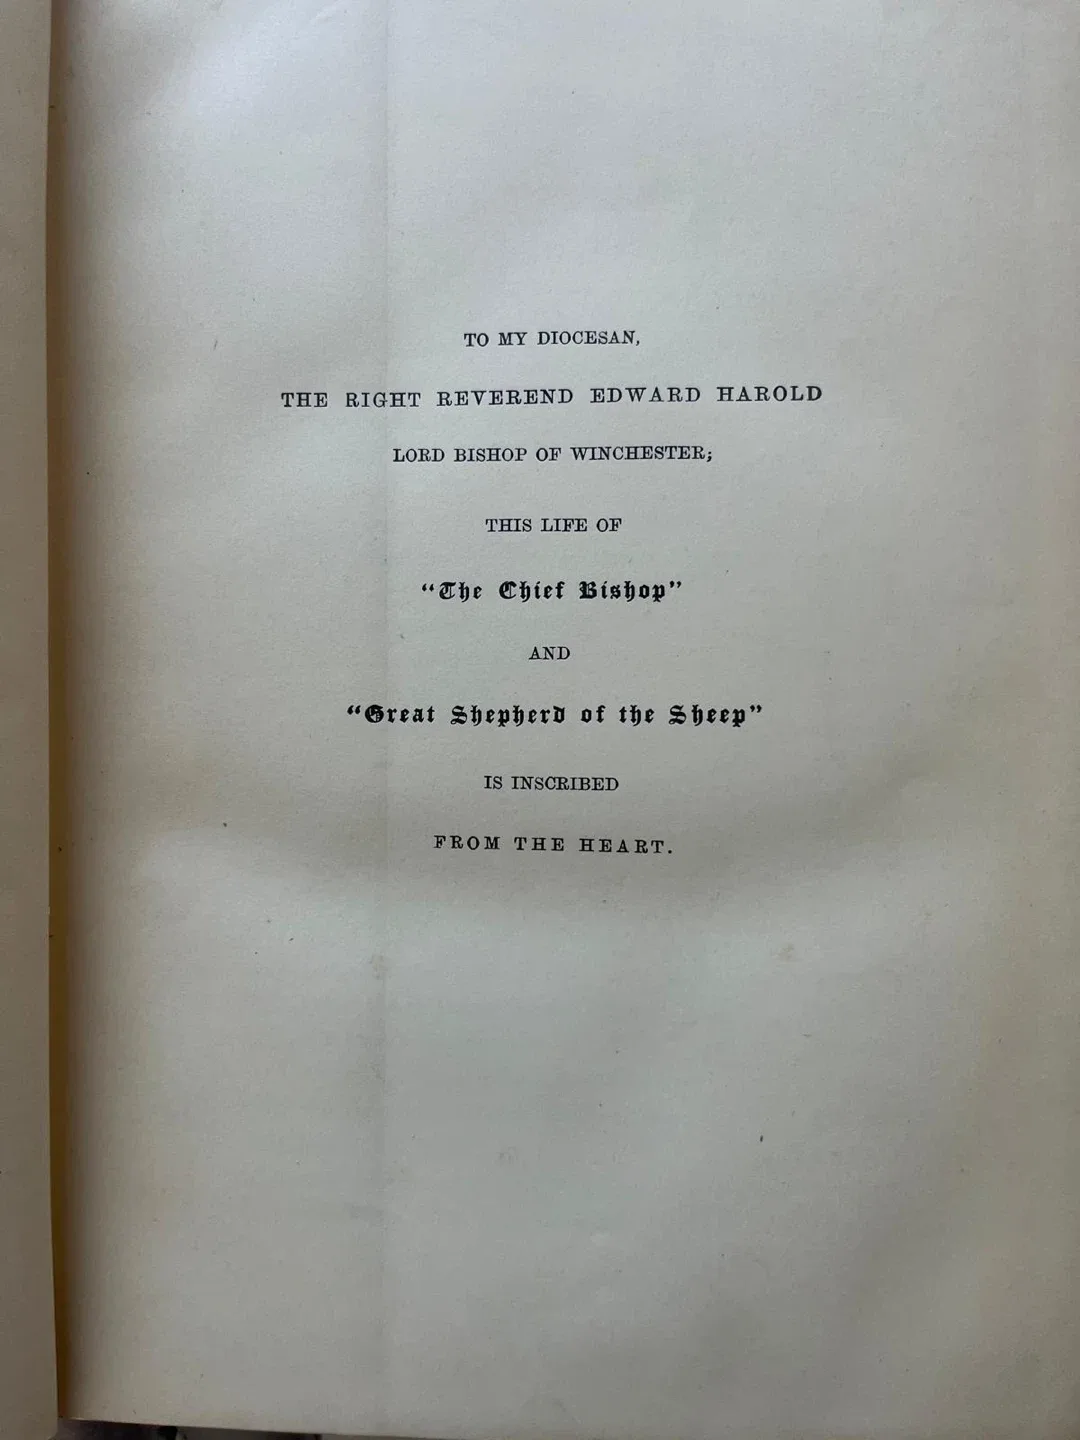 TO MY DIOCESAN,
THE RIGHT REVEREND EDWARD HAROLD
LORD BISHOP OF WINCHESTER;
THIS LIFE OF
“The Chief Bishop”
AND
“Great Shepherd of the Sheep”
IS INSCRIBED
FROM THE HEART.